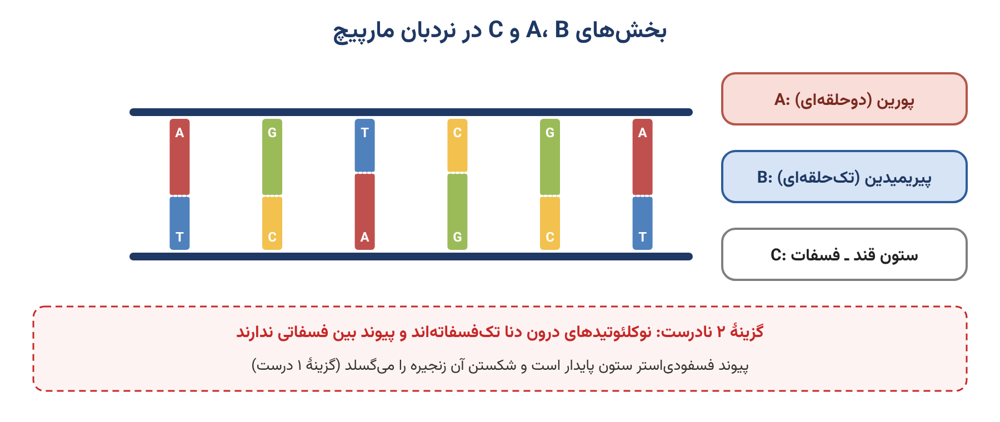 بخش‌های A، B و C در نردبان مارپیچ
A: پورین (دوحلقه‌ای)
B: پیریمیدین (تک‌حلقه‌ای)
C: ستون قند ـ فسفات
A G T C G A
T C A G C T
گزینهٔ ۲ نادرست: نوکلئوتیدهای درون دنا تک‌فسفاته‌اند و پیوند بین فسفاتی ندارند
پیوند فسفودی‌استر ستون پایدار است و شکستن آن زنجیره را می‌گسلد (گزینهٔ ۱ درست)